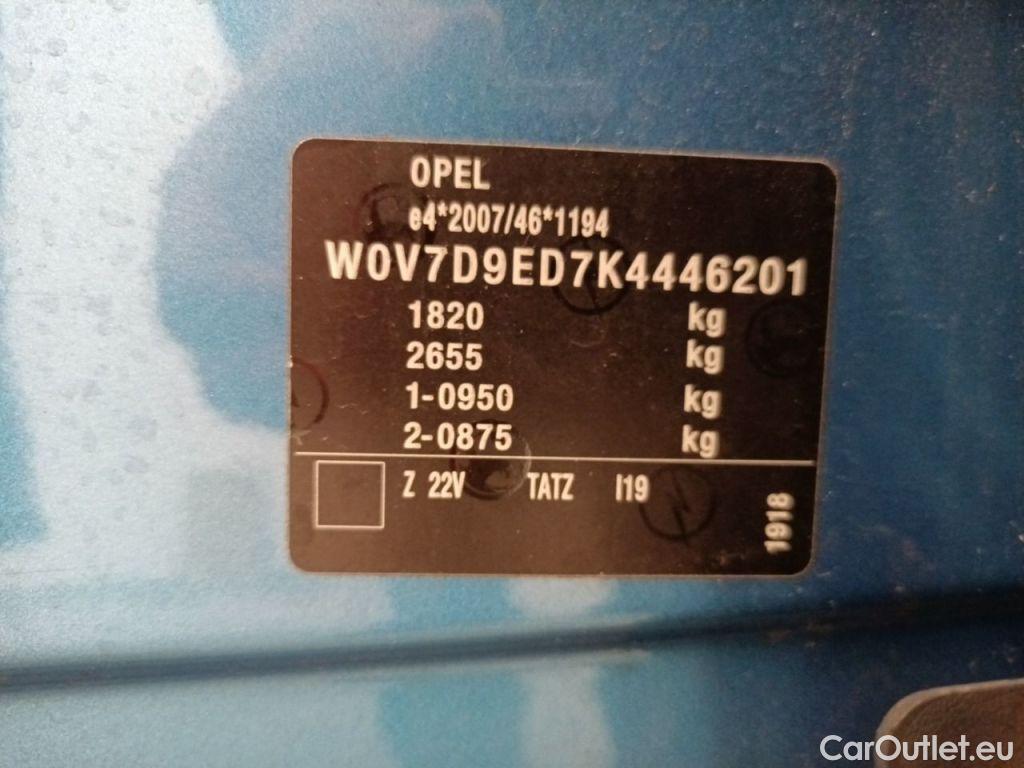 OPEL
e4*2007/46*1194
W0V7D9ED7K4446201
1820 kg
2655 kg
1-0950 kg
2-0875 kg
Z 22V TATZ I19
1918
CarOutlet.eu